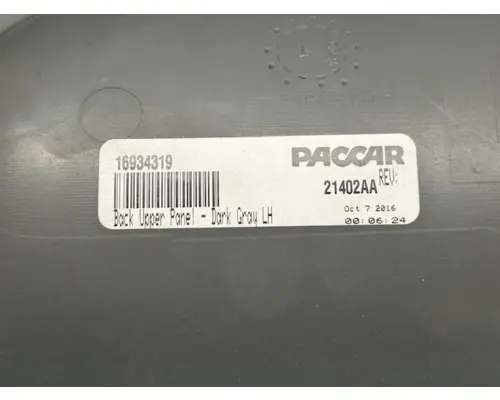 16934319
PACCAR
21402AA REV:
Back Upper Panel - Dark Gray LH
Oct 7 2016
00:06:24